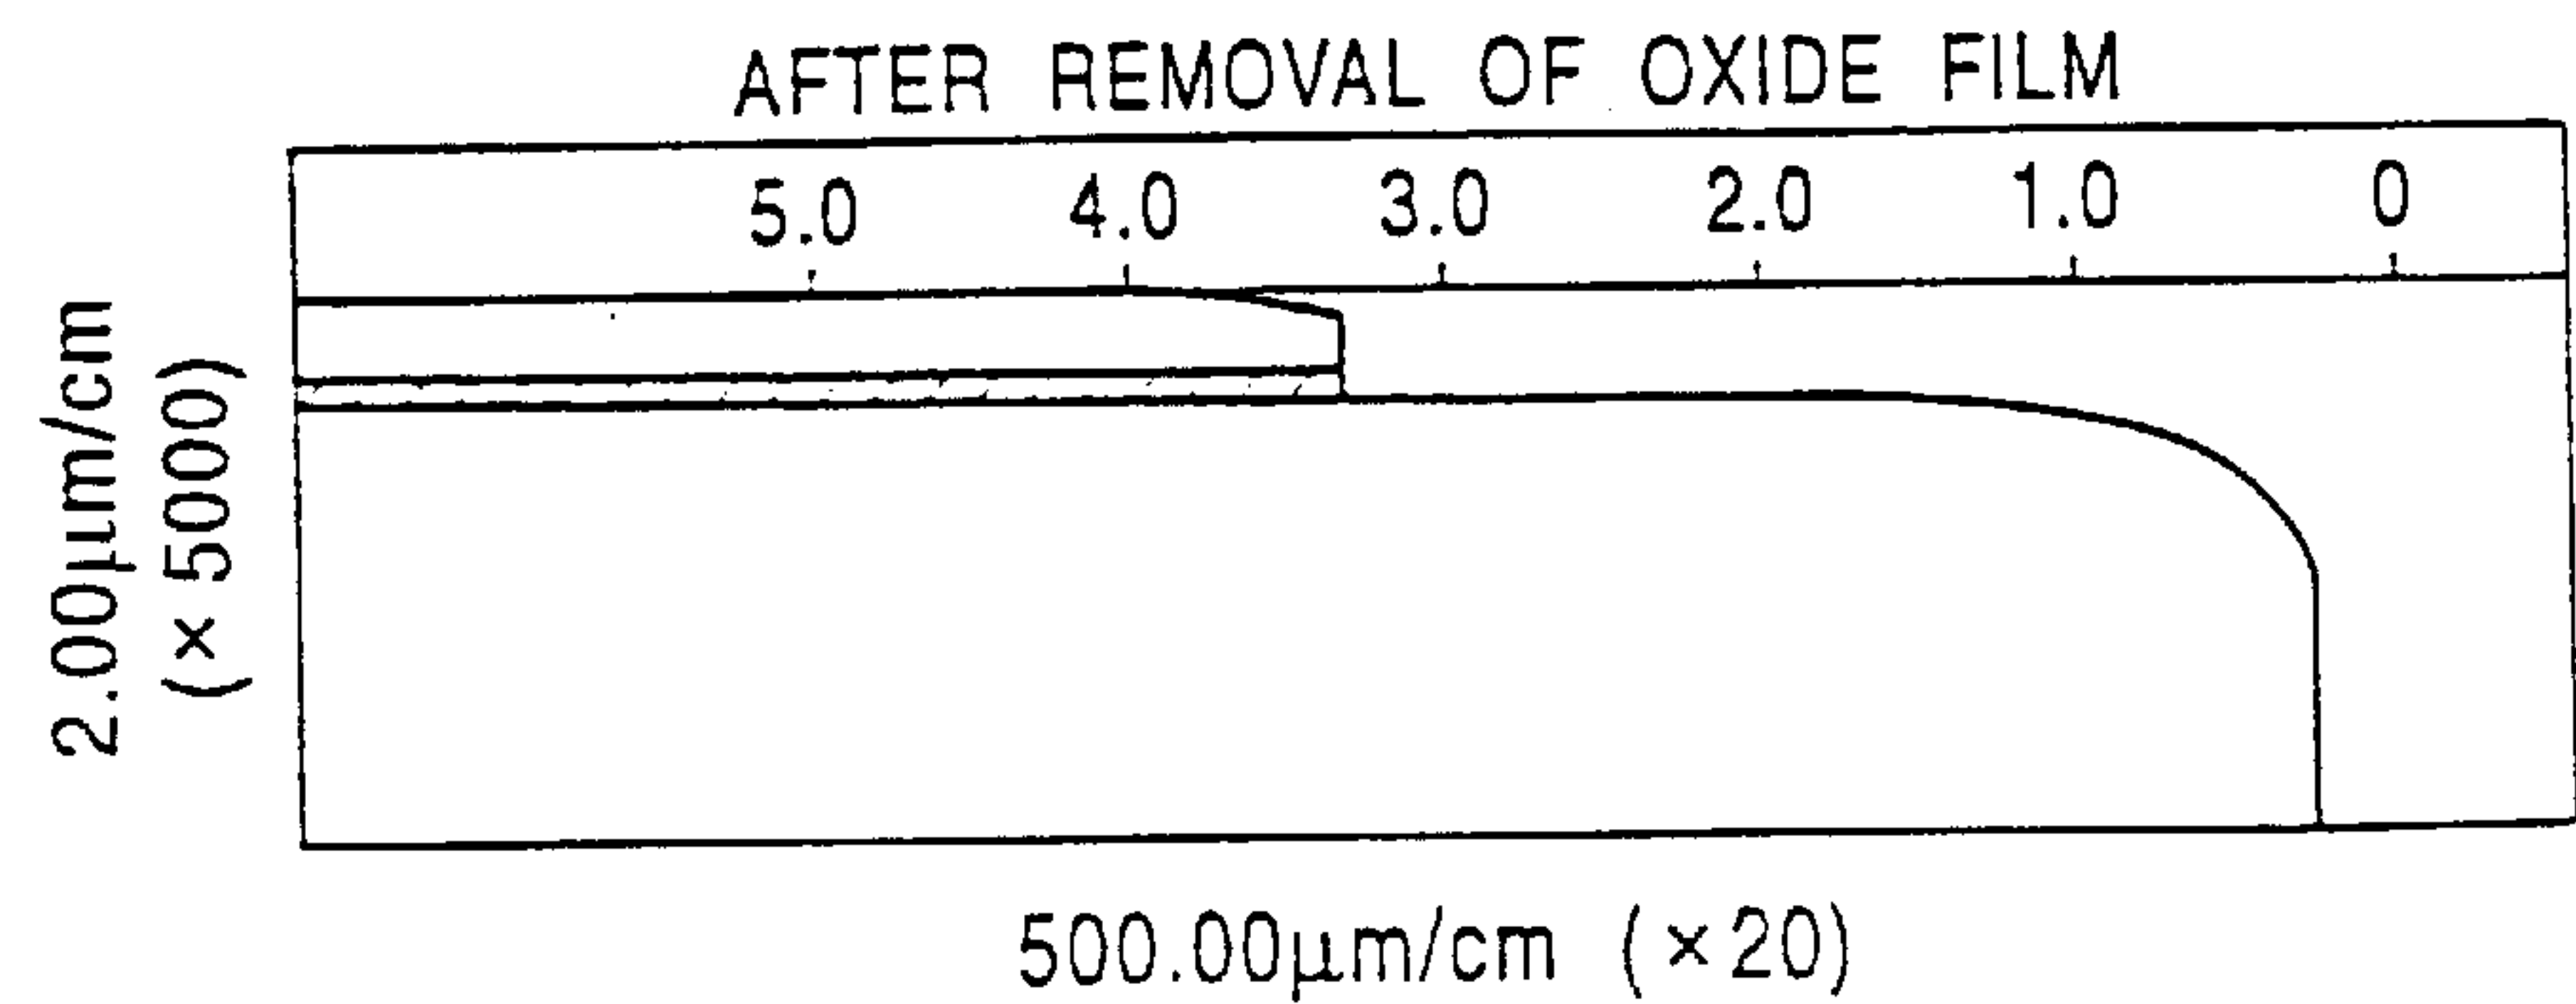 AFTER REMOVAL OF OXIDE FILM
5.0 4.0 3.0 2.0 1.0 0
2.00μm/cm
(×5000)
500.00μm/cm (×20)